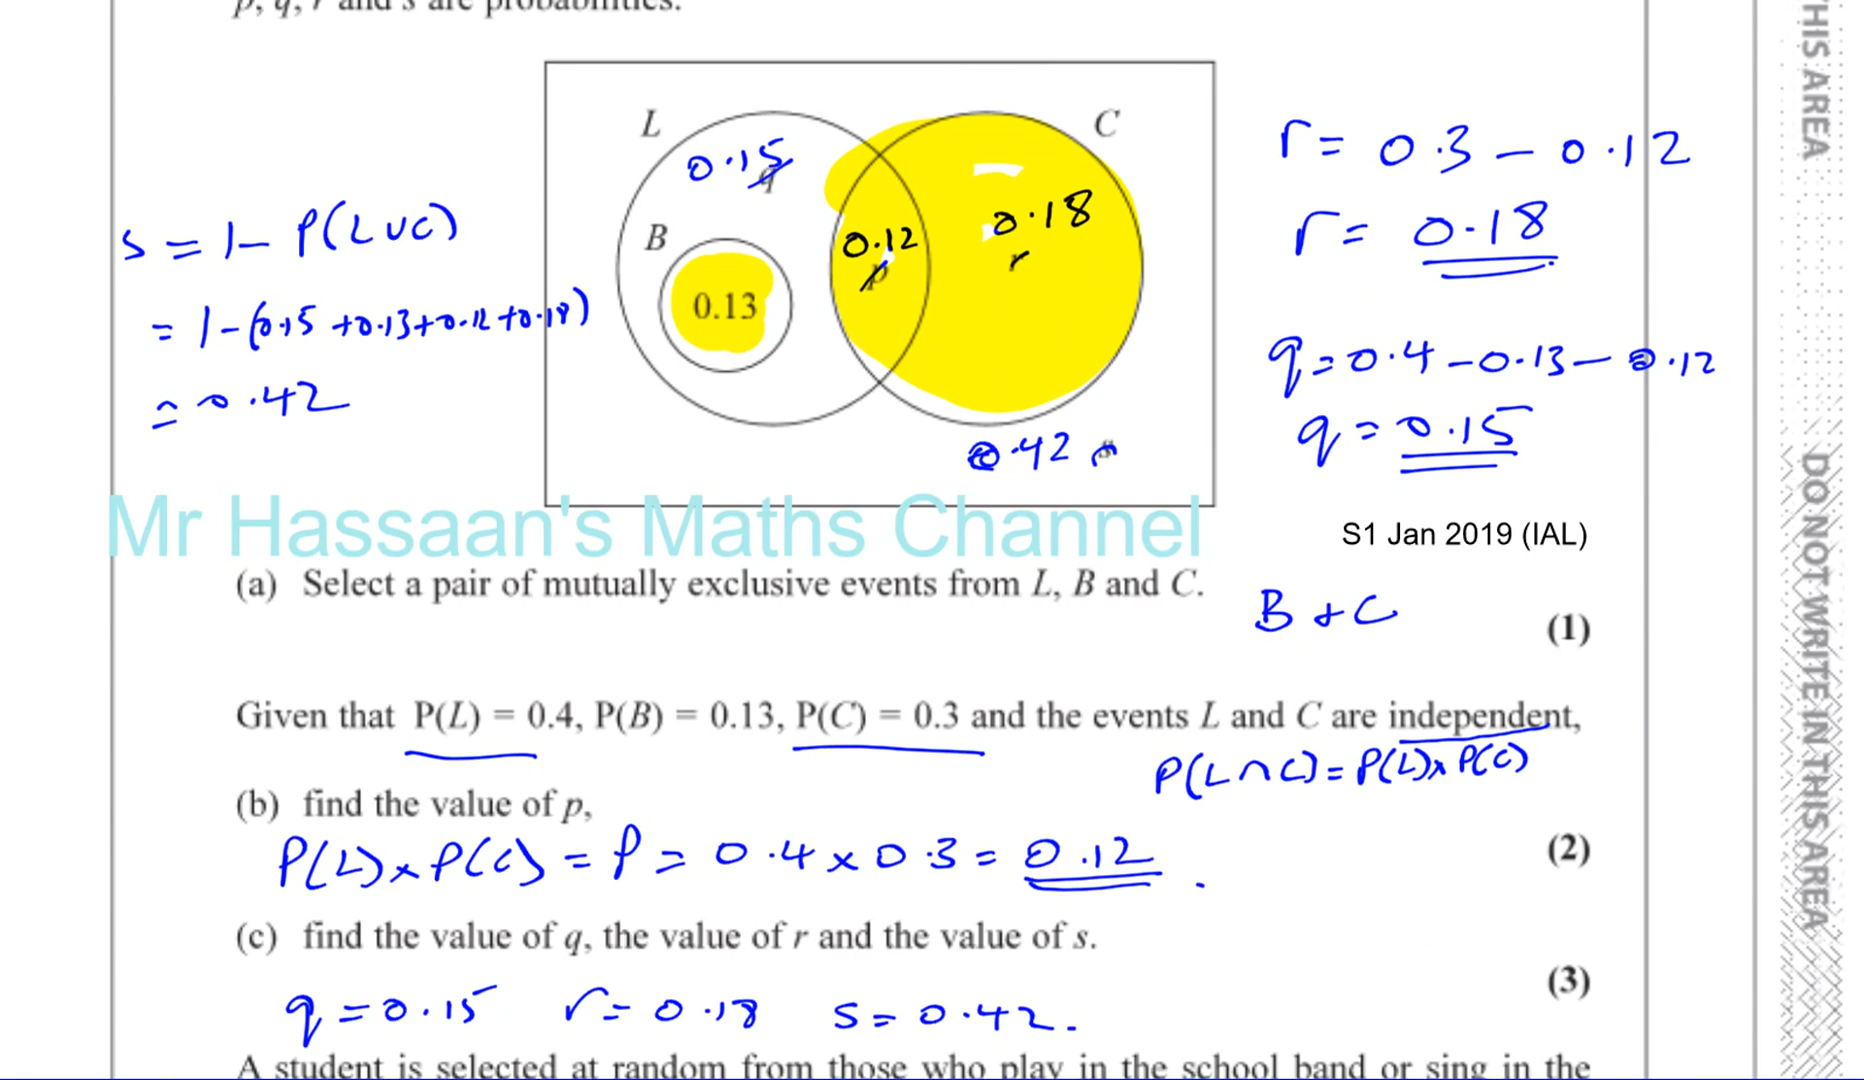 p, q, r and s are probabilities.
L
C
0.15
q
B
0.12
p
0.18
r
0.13
0.42
s = 1 - P(L∪C)
= 1-(0.15 +0.13+0.12+0.18)
= 0.42
r = 0.3 - 0.12
r = 0.18
q = 0.4 - 0.13 - 0.12
q = 0.15
Mr Hassaan's Maths Channel
S1 Jan 2019 (IAL)
(a) Select a pair of mutually exclusive events from L, B and C.
B + C
(1)
Given that P(L) = 0.4, P(B) = 0.13, P(C) = 0.3 and the events L and C are independent,
P(L∩C) = P(L)×P(C)
(b) find the value of p,
P(L)×P(C) = P = 0.4 × 0.3 = 0.12
(2)
(c) find the value of q, the value of r and the value of s.
(3)
q = 0.15 r = 0.18 s = 0.42.
A student is selected at random from those who play in the school band or sing in the
THIS AREA
DO NOT WRITE IN THIS AREA